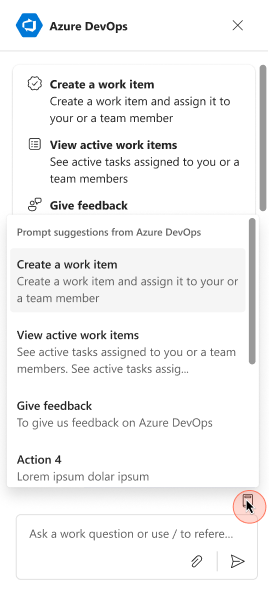 Azure DevOps
Create a work item
Create a work item and assign it to
your or a team member
View active work items
See active tasks assigned to you or a
team members
Give feedback
Prompt suggestions from Azure DevOps
Create a work item
Create a work item and assign it to your or
a team member
View active work items
See active tasks assigned to you or a team
members. See active tasks assig...
Give feedback
To give us feedback on Azure DevOps
Action 4
Lorem ipsum dolar ipsum
Ask a work question or use / to refere...